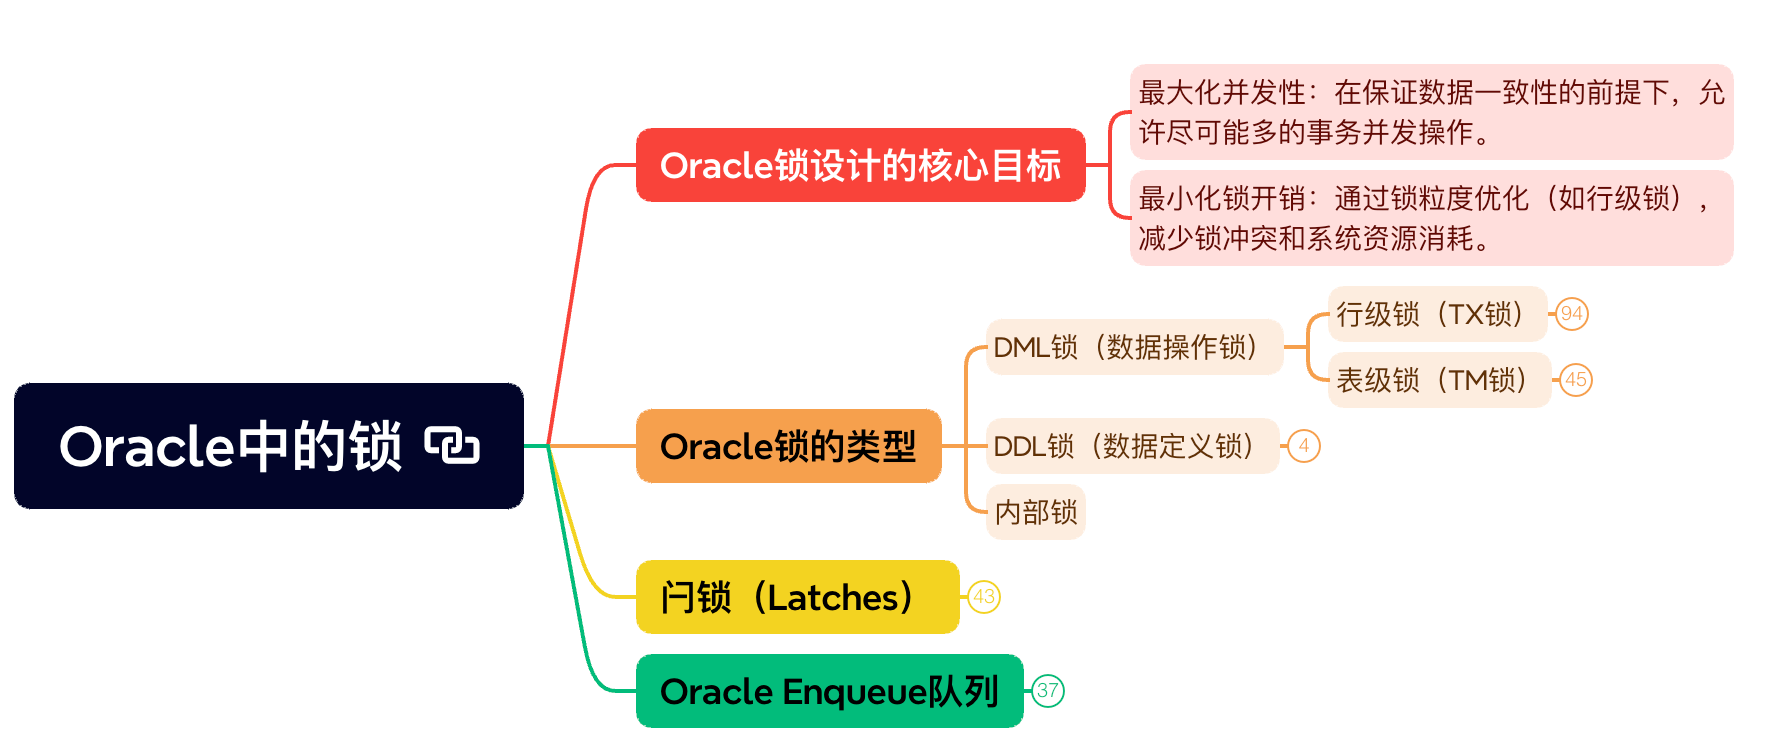 Oracle中的锁
Oracle锁设计的核心目标
最大化并发性：在保证数据一致性的前提下，允
许尽可能多的事务并发操作。
最小化锁开销：通过锁粒度优化（如行级锁），
减少锁冲突和系统资源消耗。
Oracle锁的类型
DML锁（数据操作锁）
行级锁（TX锁）
94
表级锁（TM锁）
45
DDL锁（数据定义锁）
4
内部锁
闩锁（Latches）
43
Oracle Enqueue队列
37